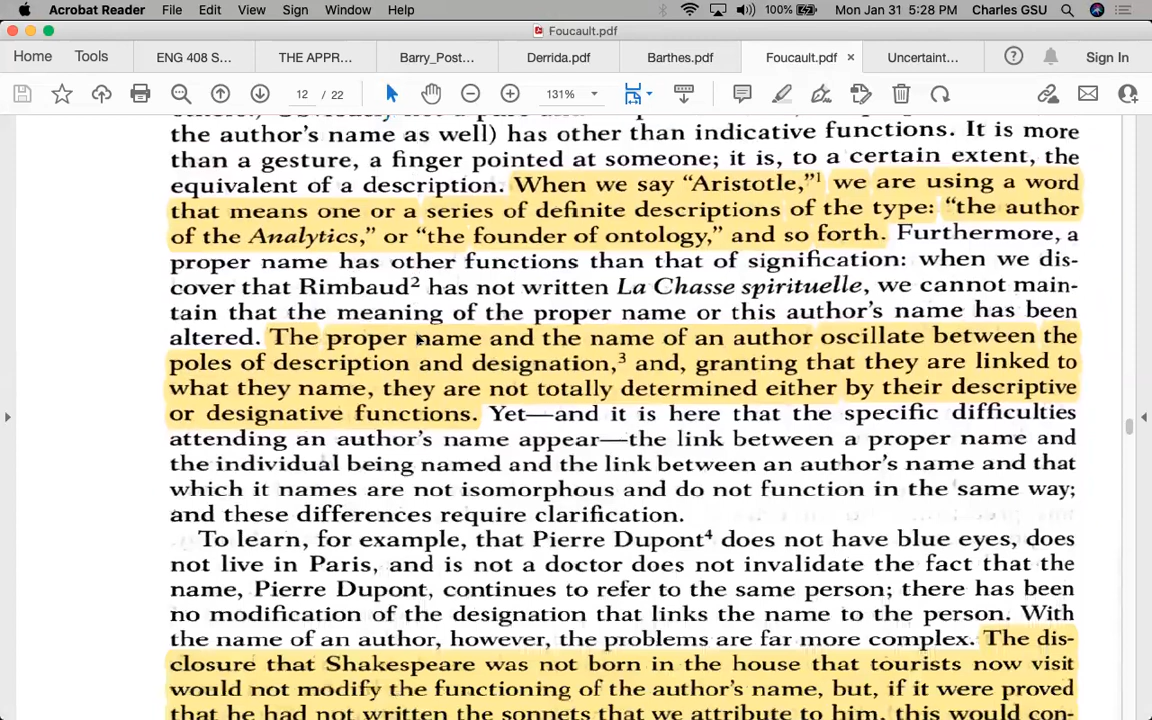 Acrobat Reader File Edit View Sign Window Help 100% Mon Jan 31 5:28 PM Charles GSU
Foucault.pdf
Home Tools ENG 408 S... THE APPR... Barry_Post... Derrida.pdf Barthes.pdf Foucault.pdf × Uncertaint... Sign In
12 / 22 131%
the author's name as well) has other than indicative functions. It is more
than a gesture, a finger pointed at someone; it is, to a certain extent, the
equivalent of a description. When we say “Aristotle,”1 we are using a word
that means one or a series of definite descriptions of the type: “the author
of the Analytics,” or “the founder of ontology,” and so forth. Furthermore, a
proper name has other functions than that of signification: when we dis-
cover that Rimbaud2 has not written La Chasse spirituelle, we cannot main-
tain that the meaning of the proper name or this author's name has been
altered. The proper name and the name of an author oscillate between the
poles of description and designation,3 and, granting that they are linked to
what they name, they are not totally determined either by their descriptive
or designative functions. Yet—and it is here that the specific difficulties
attending an author's name appear—the link between a proper name and
the individual being named and the link between an author's name and that
which it names are not isomorphous and do not function in the same way;
and these differences require clarification.
To learn, for example, that Pierre Dupont4 does not have blue eyes, does
not live in Paris, and is not a doctor does not invalidate the fact that the
name, Pierre Dupont, continues to refer to the same person; there has been
no modification of the designation that links the name to the person. With
the name of an author, however, the problems are far more complex. The dis-
closure that Shakespeare was not born in the house that tourists now visit
would not modify the functioning of the author's name, but, if it were proved
that he had not written the sonnets that we attribute to him, this would con-